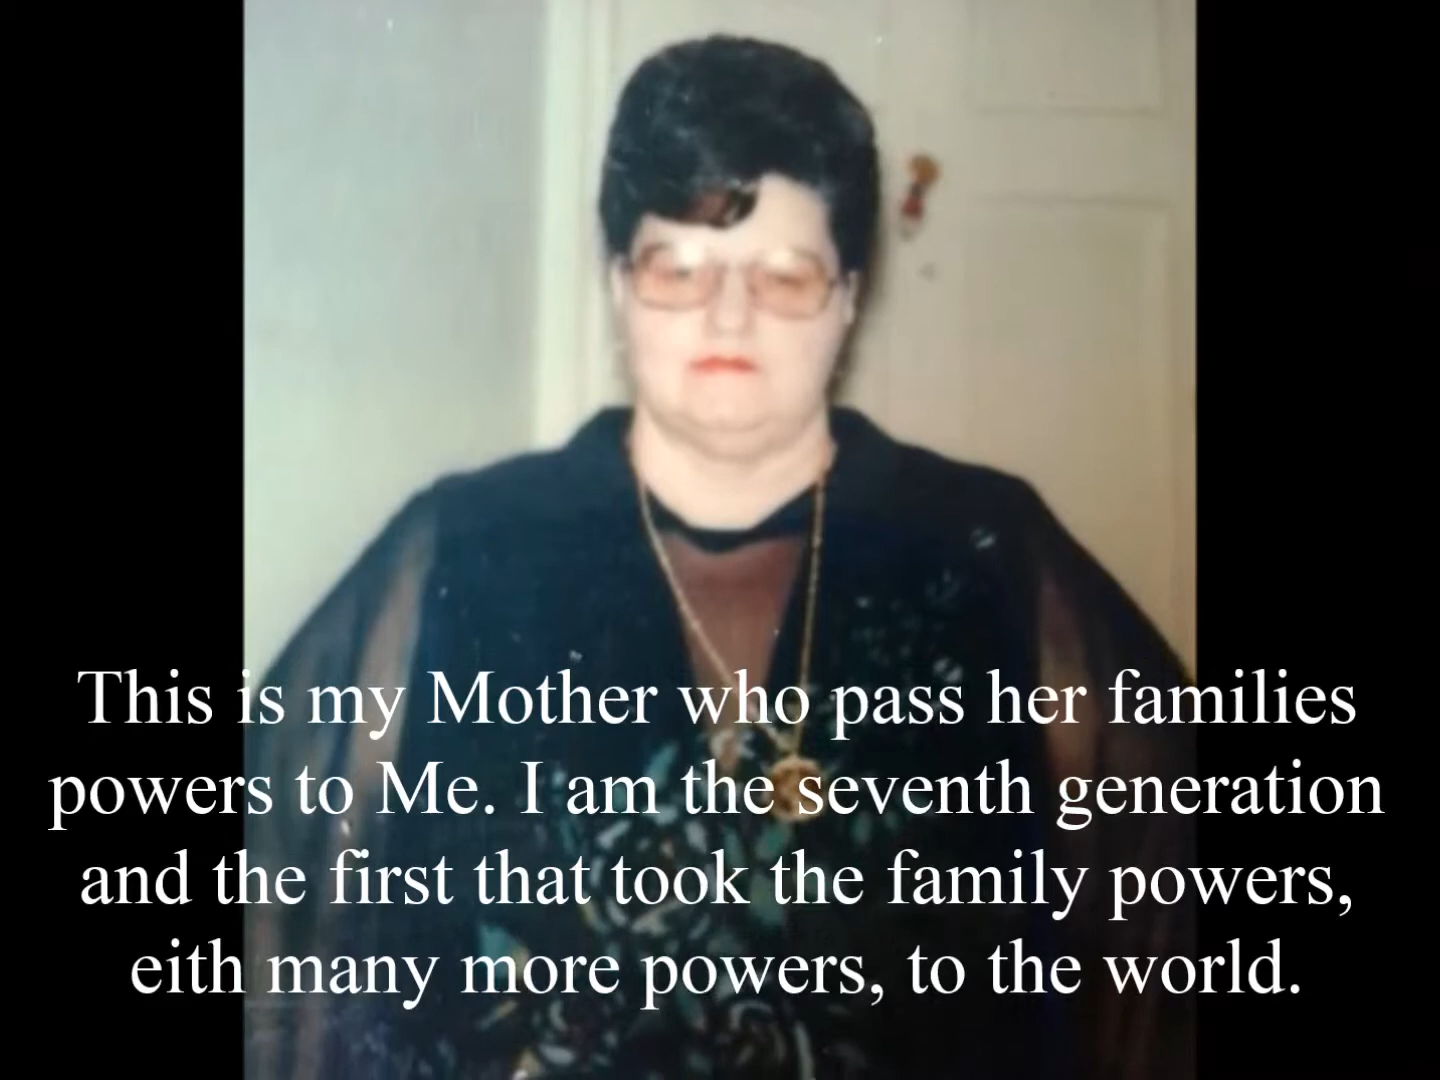 This is my Mother who pass her families
powers to Me. I am the seventh generation
and the first that took the family powers,
eith many more powers, to the world.